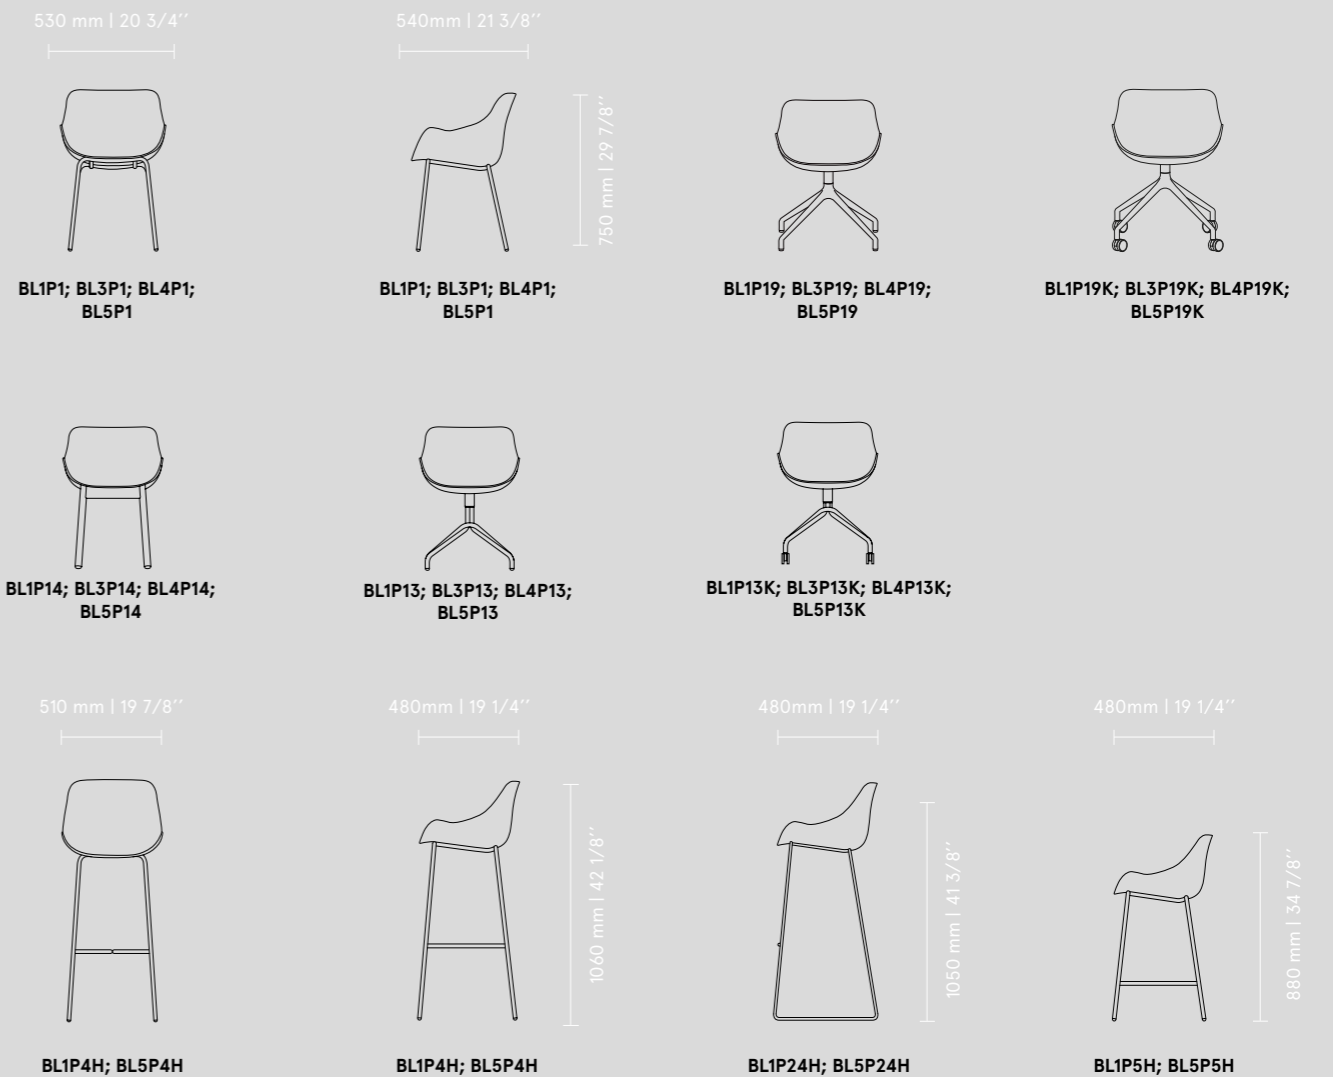 530 mm | 20 3/4′′
540mm | 21 3/8′′
750 mm | 29 7/8′′
BL1P1; BL3P1; BL4P1;
BL5P1
BL1P1; BL3P1; BL4P1;
BL5P1
BL1P19; BL3P19; BL4P19;
BL5P19
BL1P19K; BL3P19K; BL4P19K;
BL5P19K
BL1P14; BL3P14; BL4P14;
BL5P14
BL1P13; BL3P13; BL4P13;
BL5P13
BL1P13K; BL3P13K; BL4P13K;
BL5P13K
510 mm | 19 7/8′′
480mm | 19 1/4′′
480mm | 19 1/4′′
480mm | 19 1/4′′
1060 mm | 42 1/8′′
1050 mm | 41 3/8′′
880 mm | 34 7/8′′
BL1P4H; BL5P4H
BL1P4H; BL5P4H
BL1P24H; BL5P24H
BL1P5H; BL5P5H